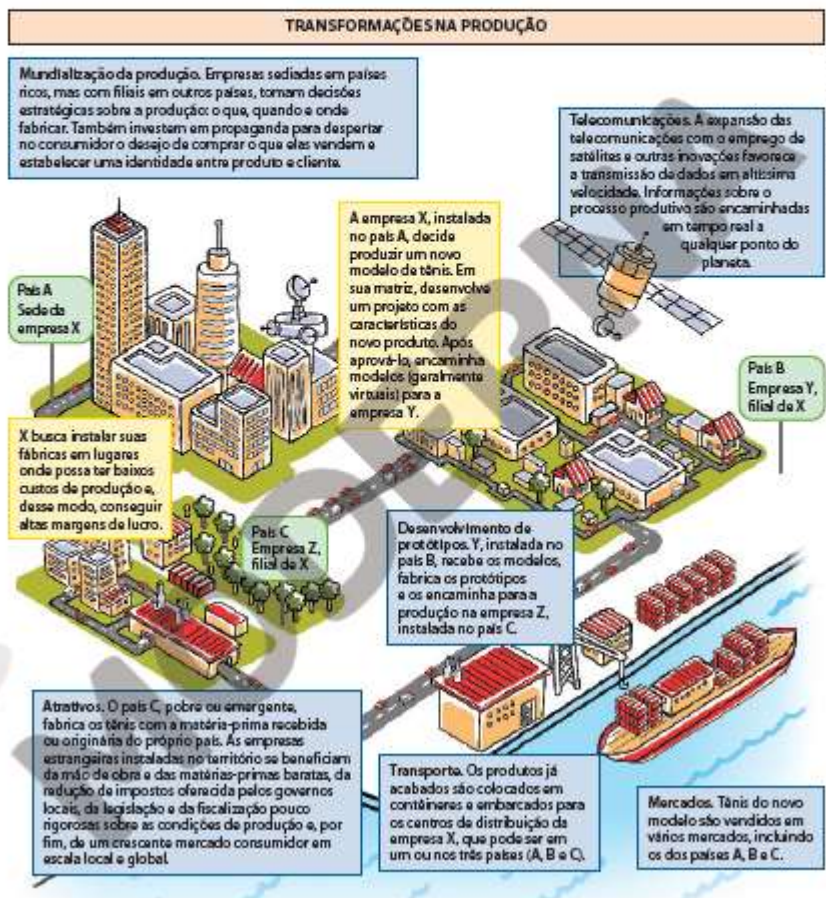 TRANSFORMAÇÕES NA PRODUÇÃO
Mundialização da produção. Empresas sediadas em países
ricos, mas com filiais em outros países, tomam decisões
estratégicas sobre a produção: o que, quando e onde
fabricar. Também investem em propaganda para despertar
no consumidor o desejo de comprar o que elas vendem e
estabelecer uma identidade entre produto e cliente.
Telecomunicações. A expansão das
telecomunicações com o emprego de
satélites e outras inovações favorece
a transmissão de dados em altíssima
velocidade. Informações sobre o
processo produtivo são encaminhadas
em tempo real a
qualquer ponto do
planeta.
País A
Sede da
empresa X
A empresa X, instalada
no país A, decide
produzir um novo
modelo de tênis. Em
sua matriz, desenvolve
um projeto com as
características do
novo produto. Após
aprová-lo, encaminha
modelos (geralmente
virtuais) para a
empresa Y.
País B
Empresa Y,
filial de X
X busca instalar suas
fábricas em lugares
onde possa ter baixos
custos de produção e,
desse modo, conseguir
altas margens de lucro.
País C
Empresa Z,
filial de X
Desenvolvimento de
protótipos. Y, instalada no
país B, recebe os modelos,
fabrica os protótipos
e os encaminha para a
produção na empresa Z,
instalada no país C.
Atrativos. O país C, pobre ou emergente,
fabrica os tênis com a matéria-prima recebida
ou originária do próprio país. As empresas
estrangeiras instaladas no território se beneficiam
da mão de obra e das matérias-primas baratas, da
redução de impostos oferecida pelos governos
locais, da legislação e da fiscalização pouco
rigorosas sobre as condições de produção e, por
fim, de um crescente mercado consumidor em
escala local e global.
Transporte. Os produtos já
acabados são colocados em
contêineres e embarcados para
os centros de distribuição da
empresa X, que pode ser em
um ou nos três países (A, B e C).
Mercados. Tênis do novo
modelo são vendidos em
vários mercados, incluindo
os dos países A, B e C.
MODERNA